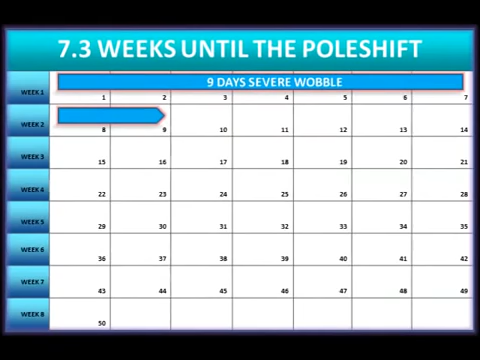 7.3 WEEKS UNTIL THE POLESHIFT
9 DAYS SEVERE WOBBLE
WEEK 1 1 2 3 4 5 6 7
WEEK 2 8 9 10 11 12 13 14
WEEK 3 15 16 17 18 19 20 21
WEEK 4 22 23 24 25 26 27 28
WEEK 5 29 30 31 32 33 34 35
WEEK 6 36 37 38 39 40 41 42
WEEK 7 43 44 45 46 47 48 49
WEEK 8 50